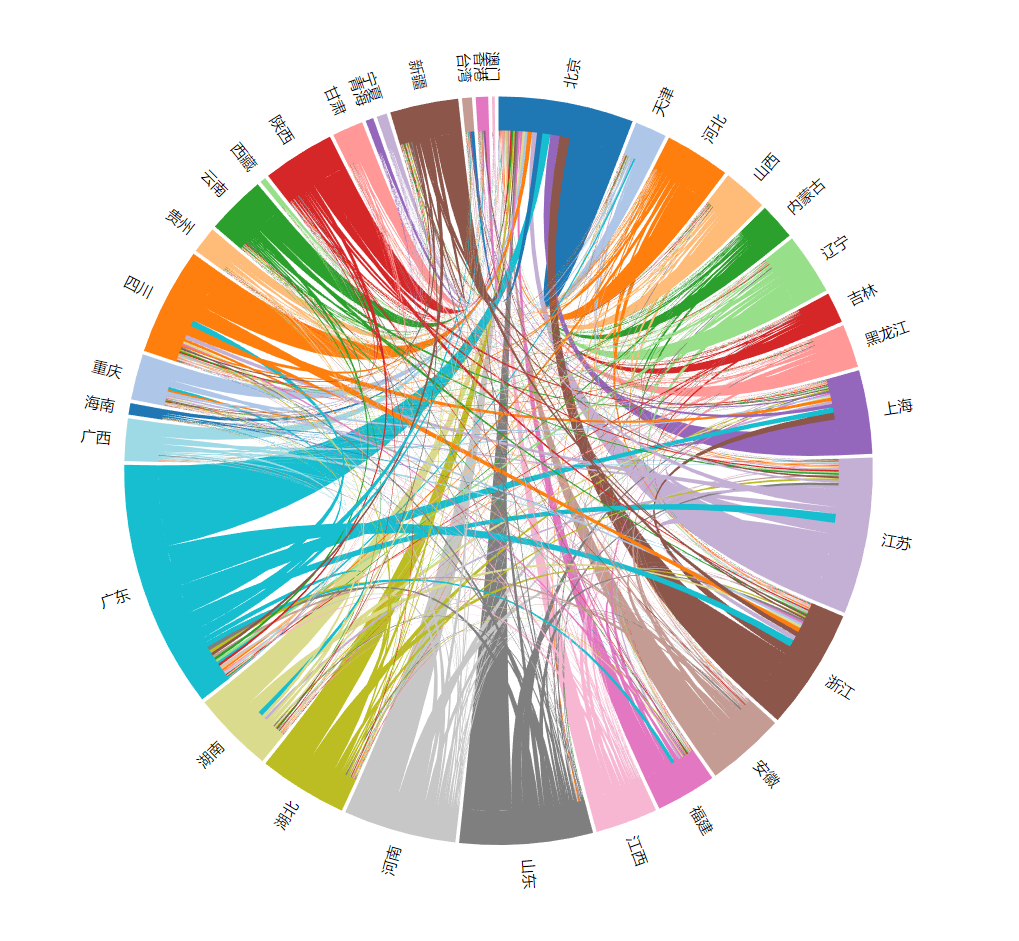 北京
天津
河北
山西
内蒙古
辽宁
吉林
黑龙江
上海
江苏
浙江
安徽
福建
江西
山东
河南
湖北
湖南
广东
广西
海南
重庆
四川
贵州
云南
西藏
陕西
甘肃
青海
宁夏
新疆
台湾
香港
澳门